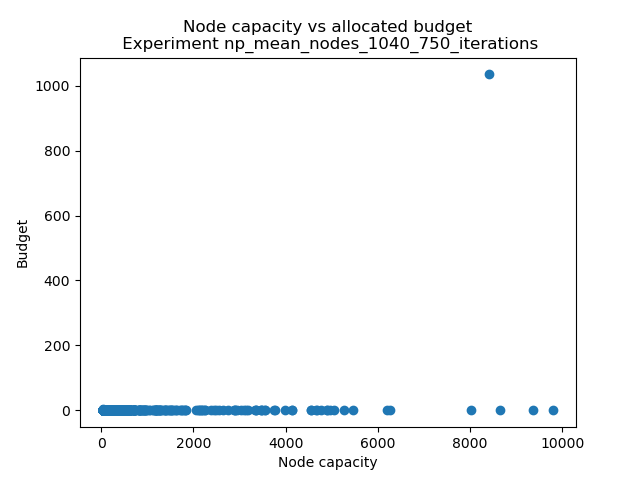 Node capacity vs allocated budget
Experiment np_mean_nodes_1040_750_iterations
1000
800
600
400
200
0
Budget
0 2000 4000 6000 8000 10000
Node capacity